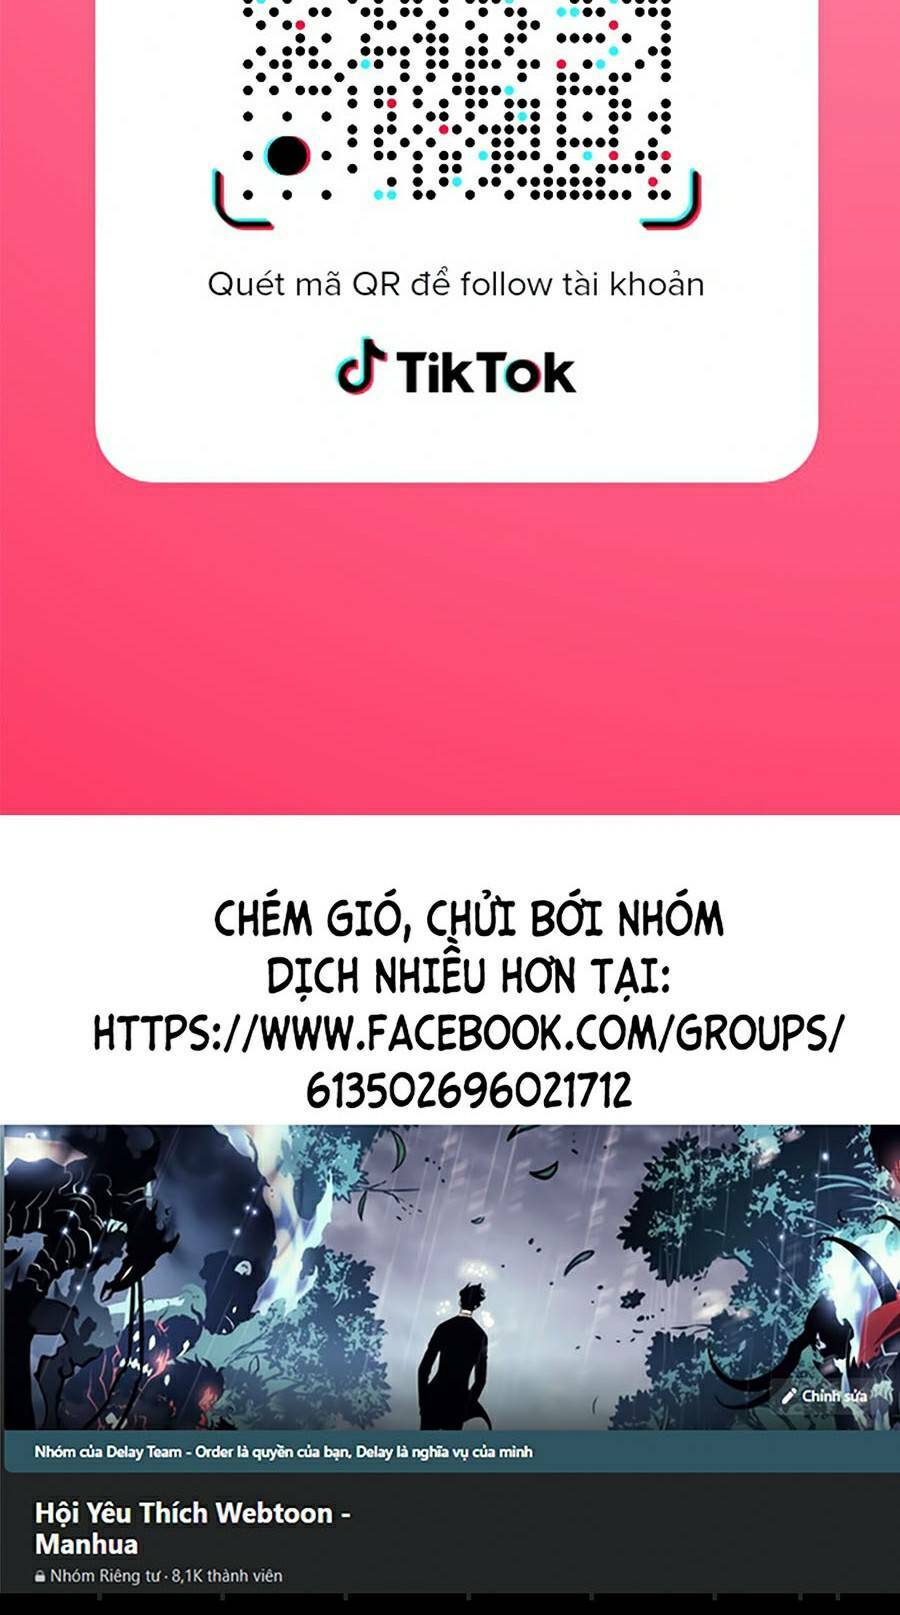 Quét mã QR để follow tài khoản
TikTok
CHÉM GIÓ, CHỬI BỚI NHÓM
DỊCH NHIỀU HƠN TẠI:
HTTPS://WWW.FACEBOOK.COM/GROUPS/
613502696021712
Chỉnh sửa
Nhóm của Delay Team - Order là quyền của bạn, Delay là nghĩa vụ của mình
Hội Yêu Thích Webtoon -
Manhua
Nhóm Riêng tư · 8,1K thành viên